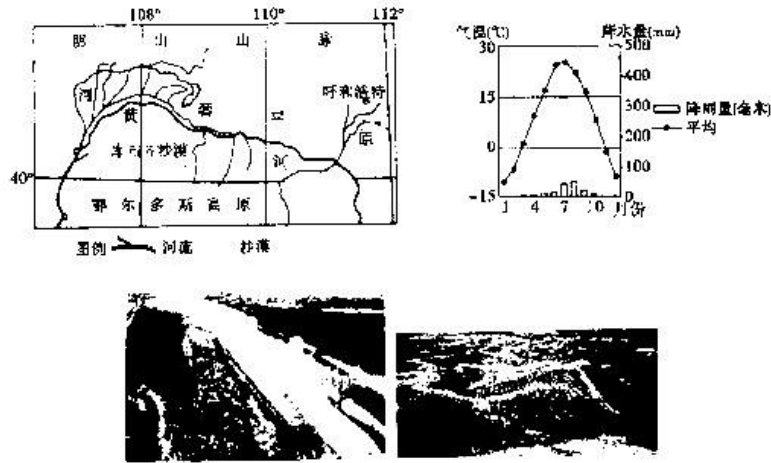 108° 110° 112°
山 山 脉
河 套 平 呼和浩特
黄 原
库布齐沙漠
河
40°
鄂 尔 多 斯 高 原
图例 河流 沙漠
气温(℃) 降水量(mm)
30 500
400
15 300 降雨量(毫米)
平均
0 200
100
-15 0
1 4 7 10 月份